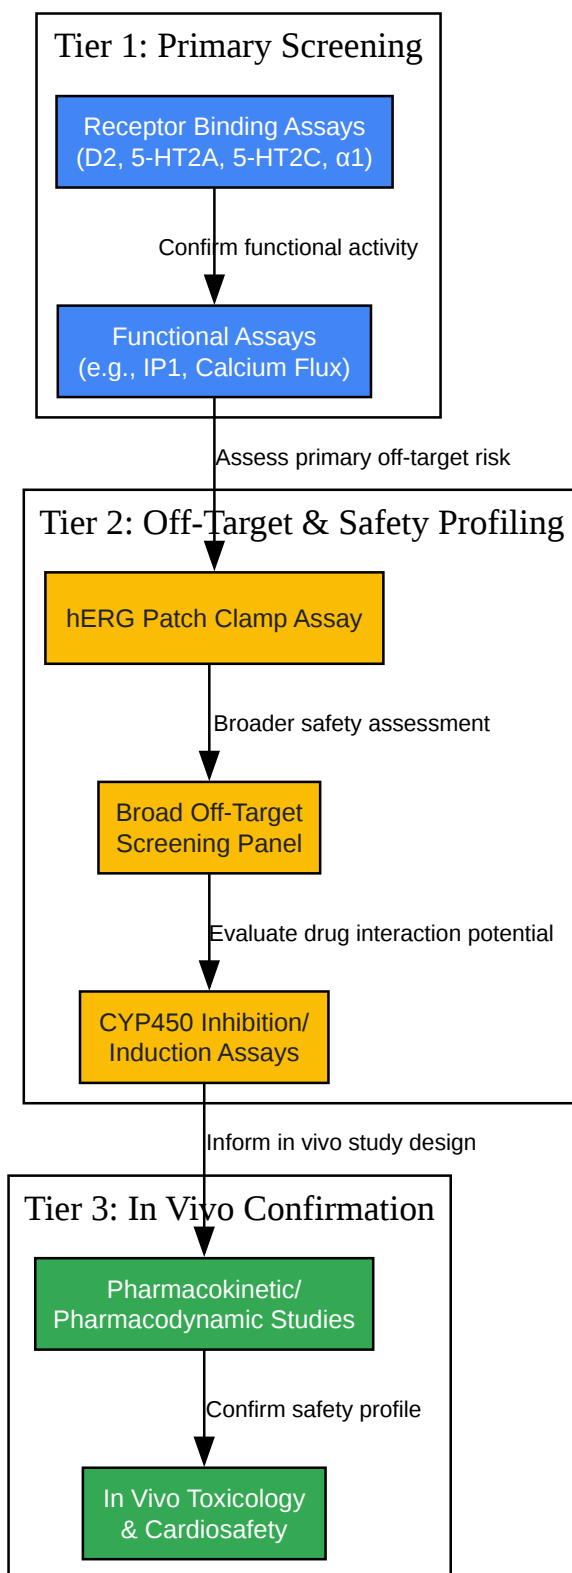 Tier 1: Primary Screening
Receptor Binding Assays
(D2, 5-HT2A, 5-HT2C, α1)
Confirm functional activity
Functional Assays
(e.g., IP1, Calcium Flux)
Assess primary off-target risk
Tier 2: Off-Target & Safety Profiling
hERG Patch Clamp Assay
Broader safety assessment
Broad Off-Target
Screening Panel
Evaluate drug interaction potential
CYP450 Inhibition/
Induction Assays
Inform in vivo study design
Tier 3: In Vivo Confirmation
Pharmacokinetic/
Pharmacodynamic Studies
Confirm safety profile
In Vivo Toxicology
& Cardiosafety